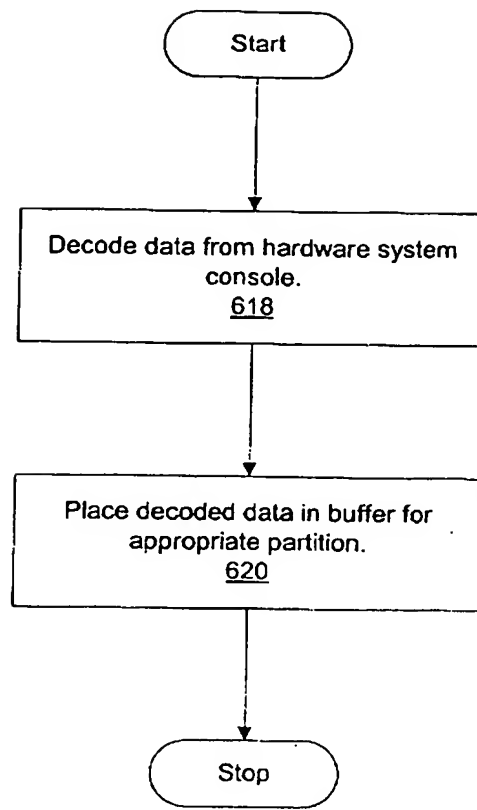 Start
Decode data from hardware system
console.
618
Place decoded data in buffer for
appropriate partition.
620
Stop